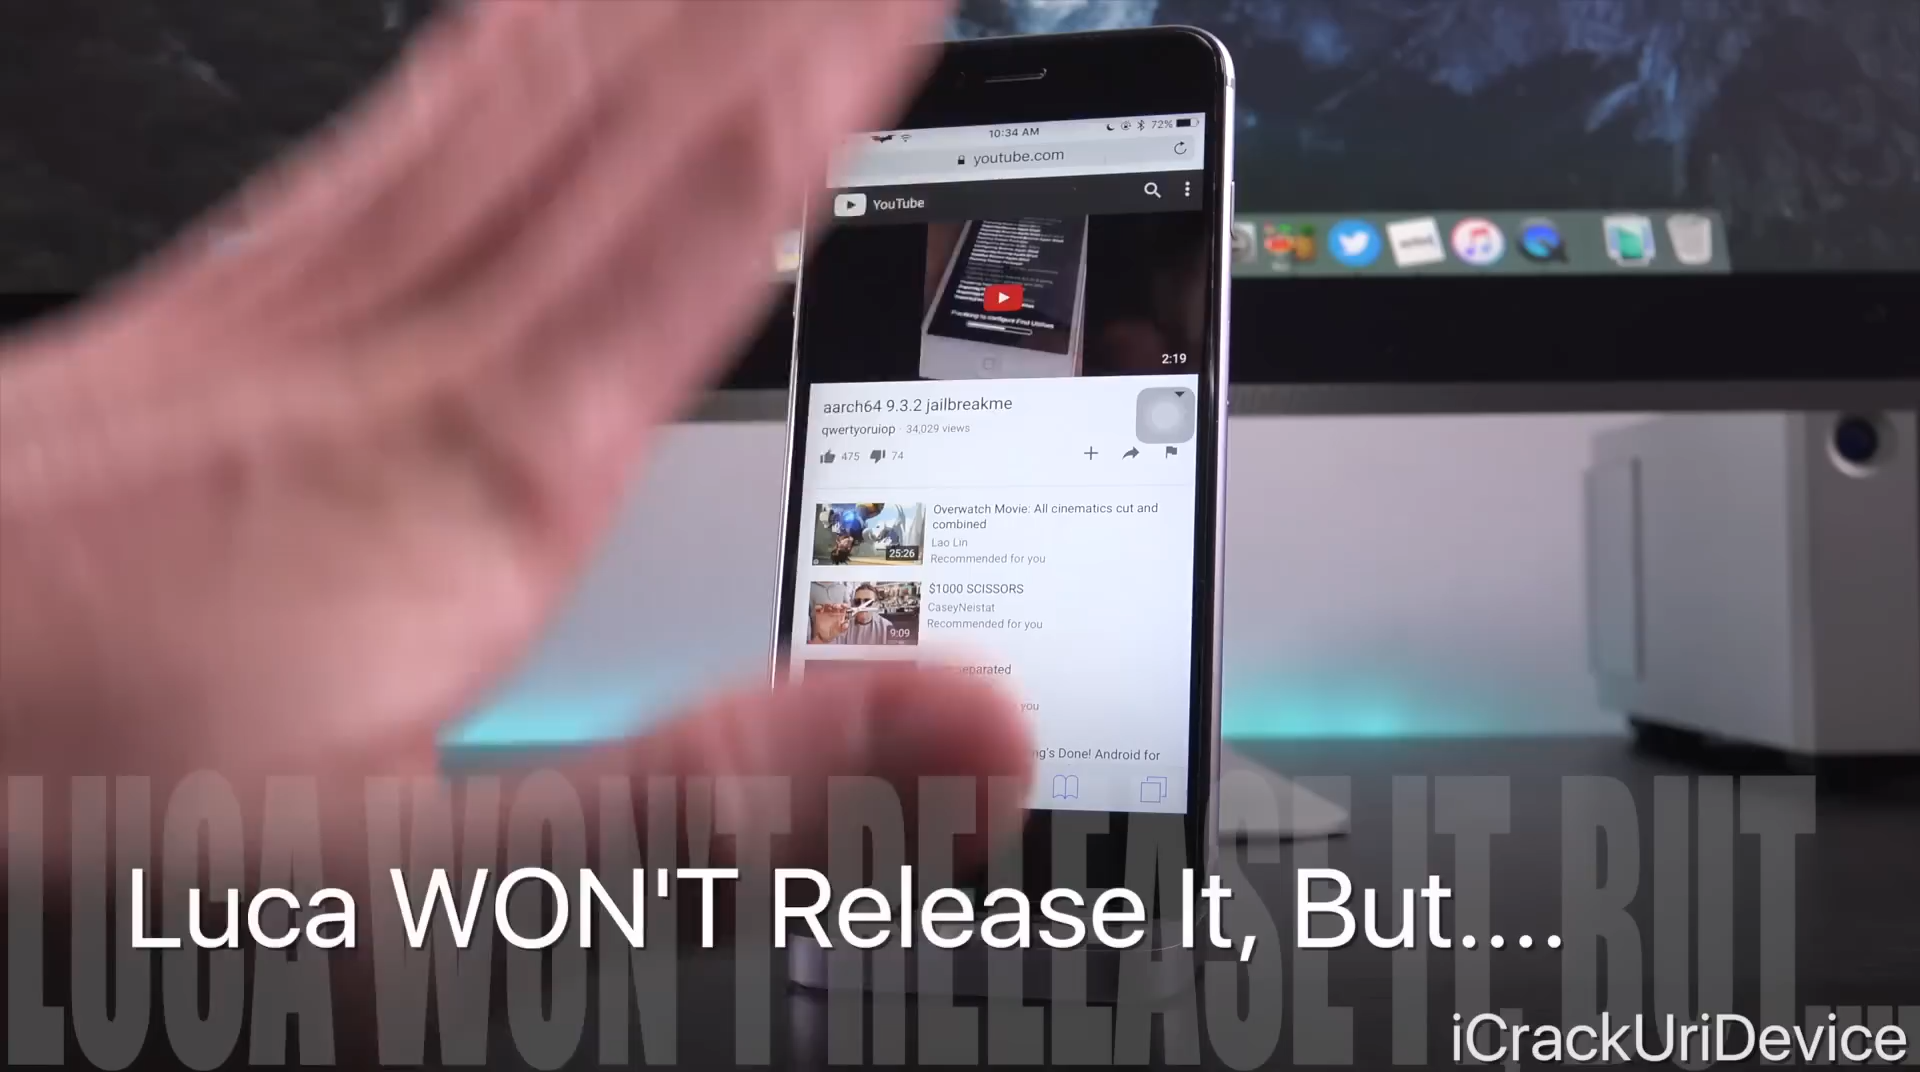 10:34 AM
72%
youtube.com
YouTube
2:19
aarch64 9.3.2 jailbreakme
qwertyoruiop · 34,029 views
475
74
Overwatch Movie: All cinematics cut and
combined
Lao Lin
Recommended for you
25:26
$1000 SCISSORS
CaseyNeistat
Recommended for you
9:09
separated
you
ng's Done! Android for
LUCA WON'T RELEASE IT, BUT....
Luca WON'T Release It, But....
iCrackUriDevice